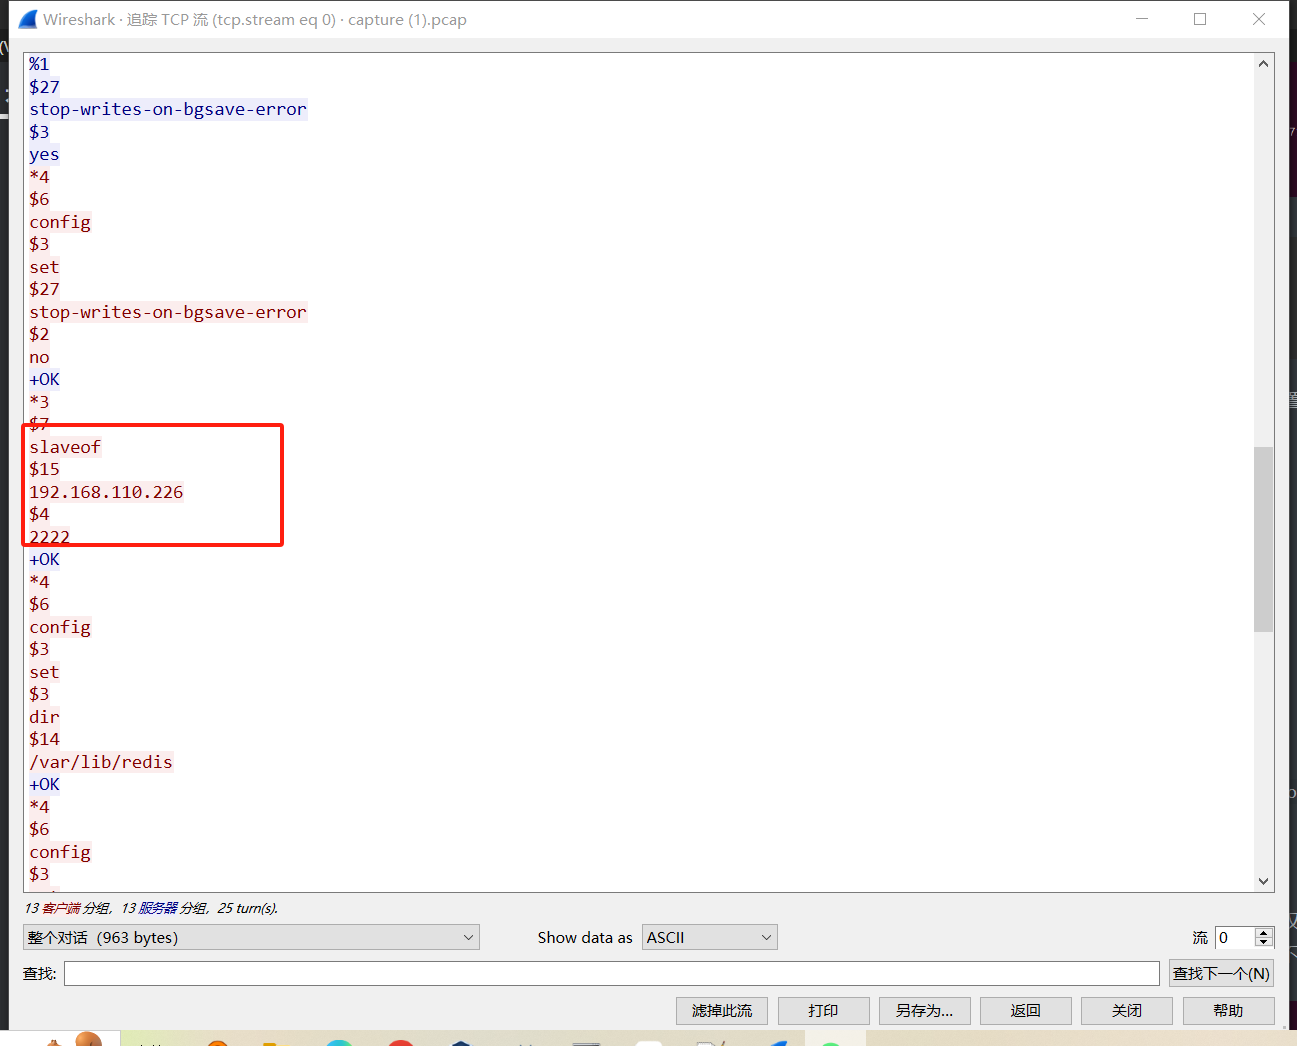 Wireshark · 追踪 TCP 流 (tcp.stream eq 0) · capture (1).pcap
%1
$27
stop-writes-on-bgsave-error
$3
yes
*4
$6
config
$3
set
$27
stop-writes-on-bgsave-error
$2
no
+OK
*3
$7
slaveof
$15
192.168.110.226
$4
2222
+OK
*4
$6
config
$3
set
$3
dir
$14
/var/lib/redis
+OK
*4
$6
config
$3
13 客户端 分组，13 服务器 分组，25 turn(s).
整个对话 (963 bytes)
Show data as
ASCII
流
0
查找:
查找下一个(N)
滤掉此流
打印
另存为...
返回
关闭
帮助